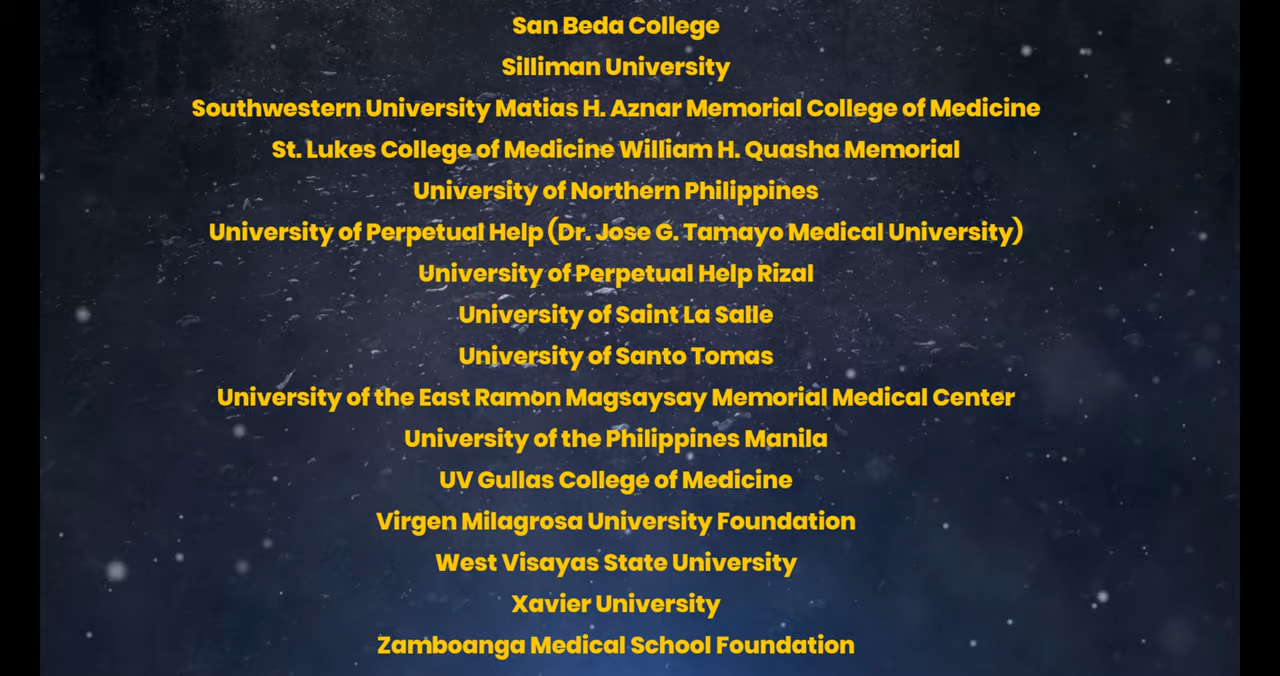 San Beda College
Silliman University
Southwestern University Matias H. Aznar Memorial College of Medicine
St. Lukes College of Medicine William H. Quasha Memorial
University of Northern Philippines
University of Perpetual Help (Dr. Jose G. Tamayo Medical University)
University of Perpetual Help Rizal
University of Saint La Salle
University of Santo Tomas
University of the East Ramon Magsaysay Memorial Medical Center
University of the Philippines Manila
UV Gullas College of Medicine
Virgen Milagrosa University Foundation
West Visayas State University
Xavier University
Zamboanga Medical School Foundation